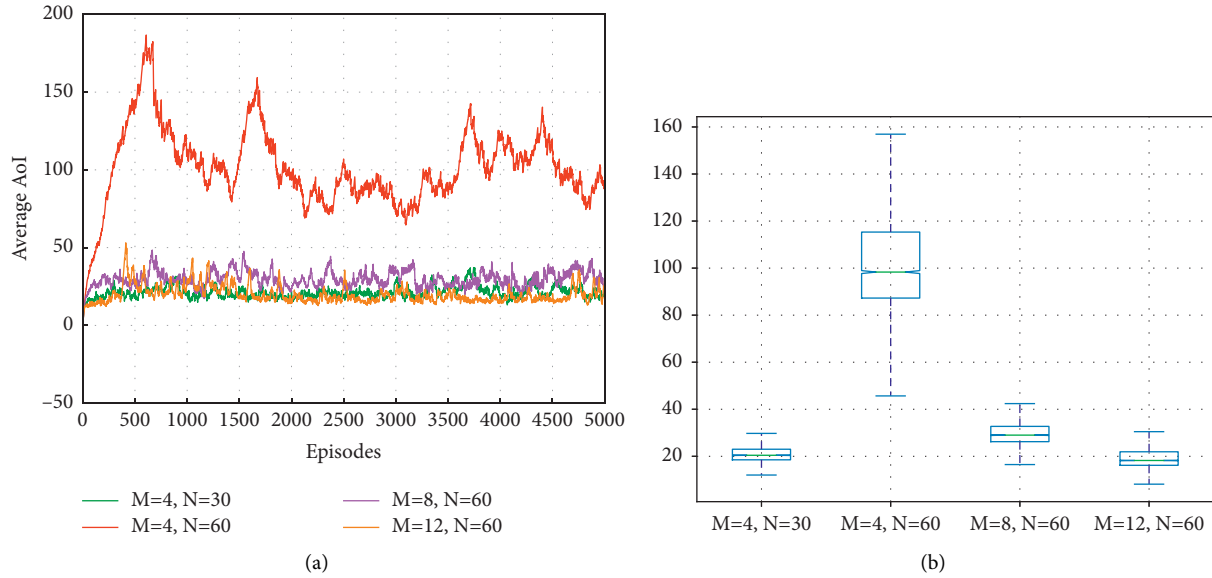 200
150
100
50
0
−50
Average AoI
0 500 1000 1500 2000 2500 3000 3500 4000 4500 5000
Episodes
M=4, N=30
M=8, N=60
M=4, N=60
M=12, N=60
(a)
160
140
120
100
80
60
40
20
M=4, N=30 M=4, N=60 M=8, N=60 M=12, N=60
(b)